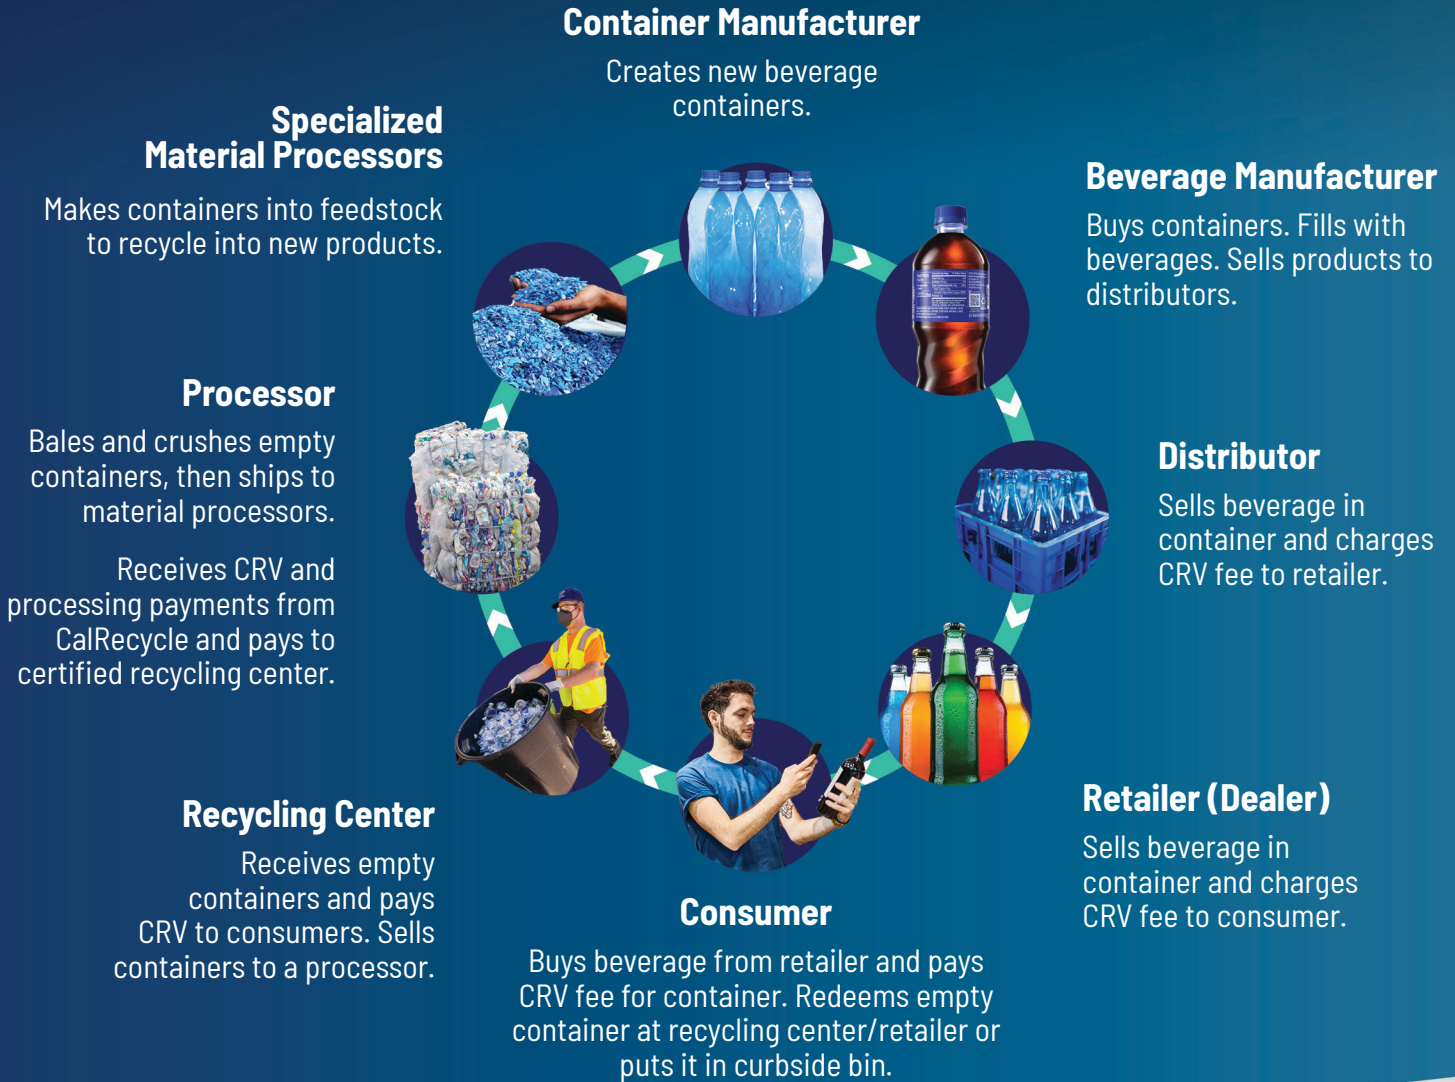 Container Manufacturer
Creates new beverage
containers.
Beverage Manufacturer
Buys containers. Fills with
beverages. Sells products to
distributors.
Distributor
Sells beverage in
container and charges
CRV fee to retailer.
Retailer (Dealer)
Sells beverage in
container and charges
CRV fee to consumer.
Consumer
Buys beverage from retailer and pays
CRV fee for container. Redeems empty
container at recycling center/retailer or
puts it in curbside bin.
Recycling Center
Receives empty
containers and pays
CRV to consumers. Sells
containers to a processor.
Processor
Bales and crushes empty
containers, then ships to
material processors.
Receives CRV and
processing payments from
CalRecycle and pays to
certified recycling center.
Specialized
Material Processors
Makes containers into feedstock
to recycle into new products.